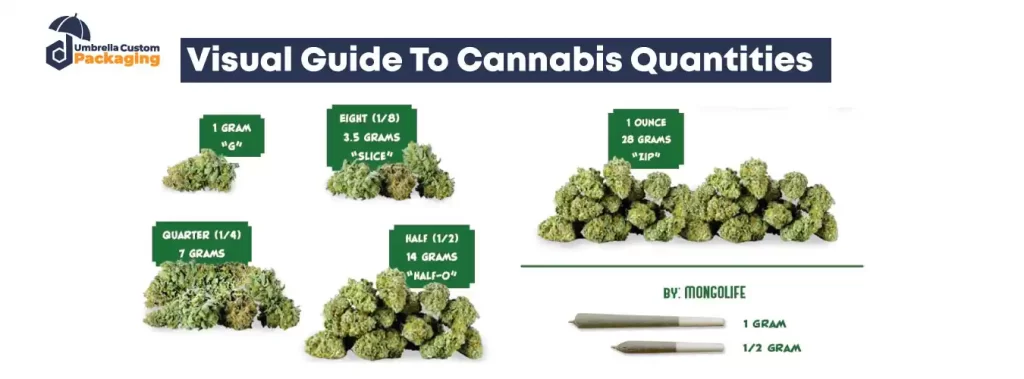 Umbrella Custom
Packaging
Visual Guide To Cannabis Quantities
1 GRAM
"G"
EIGHT (1/8)
3.5 GRAMS
"SLICE"
1 OUNCE
28 GRAMS
"ZIP"
QUARTER (1/4)
7 GRAMS
HALF (1/2)
14 GRAMS
"HALF-O"
BY: MONGOLIFE
1 GRAM
1/2 GRAM